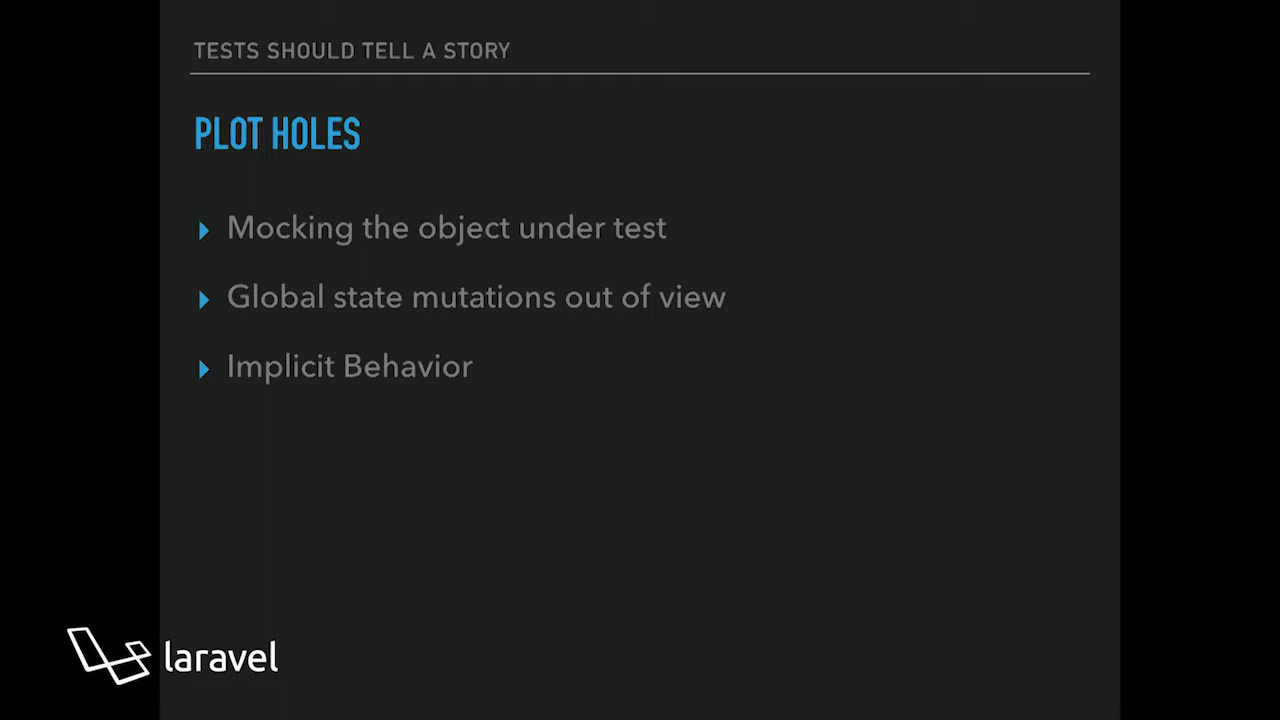 TESTS SHOULD TELL A STORY
PLOT HOLES
Mocking the object under test
Global state mutations out of view
Implicit Behavior
laravel